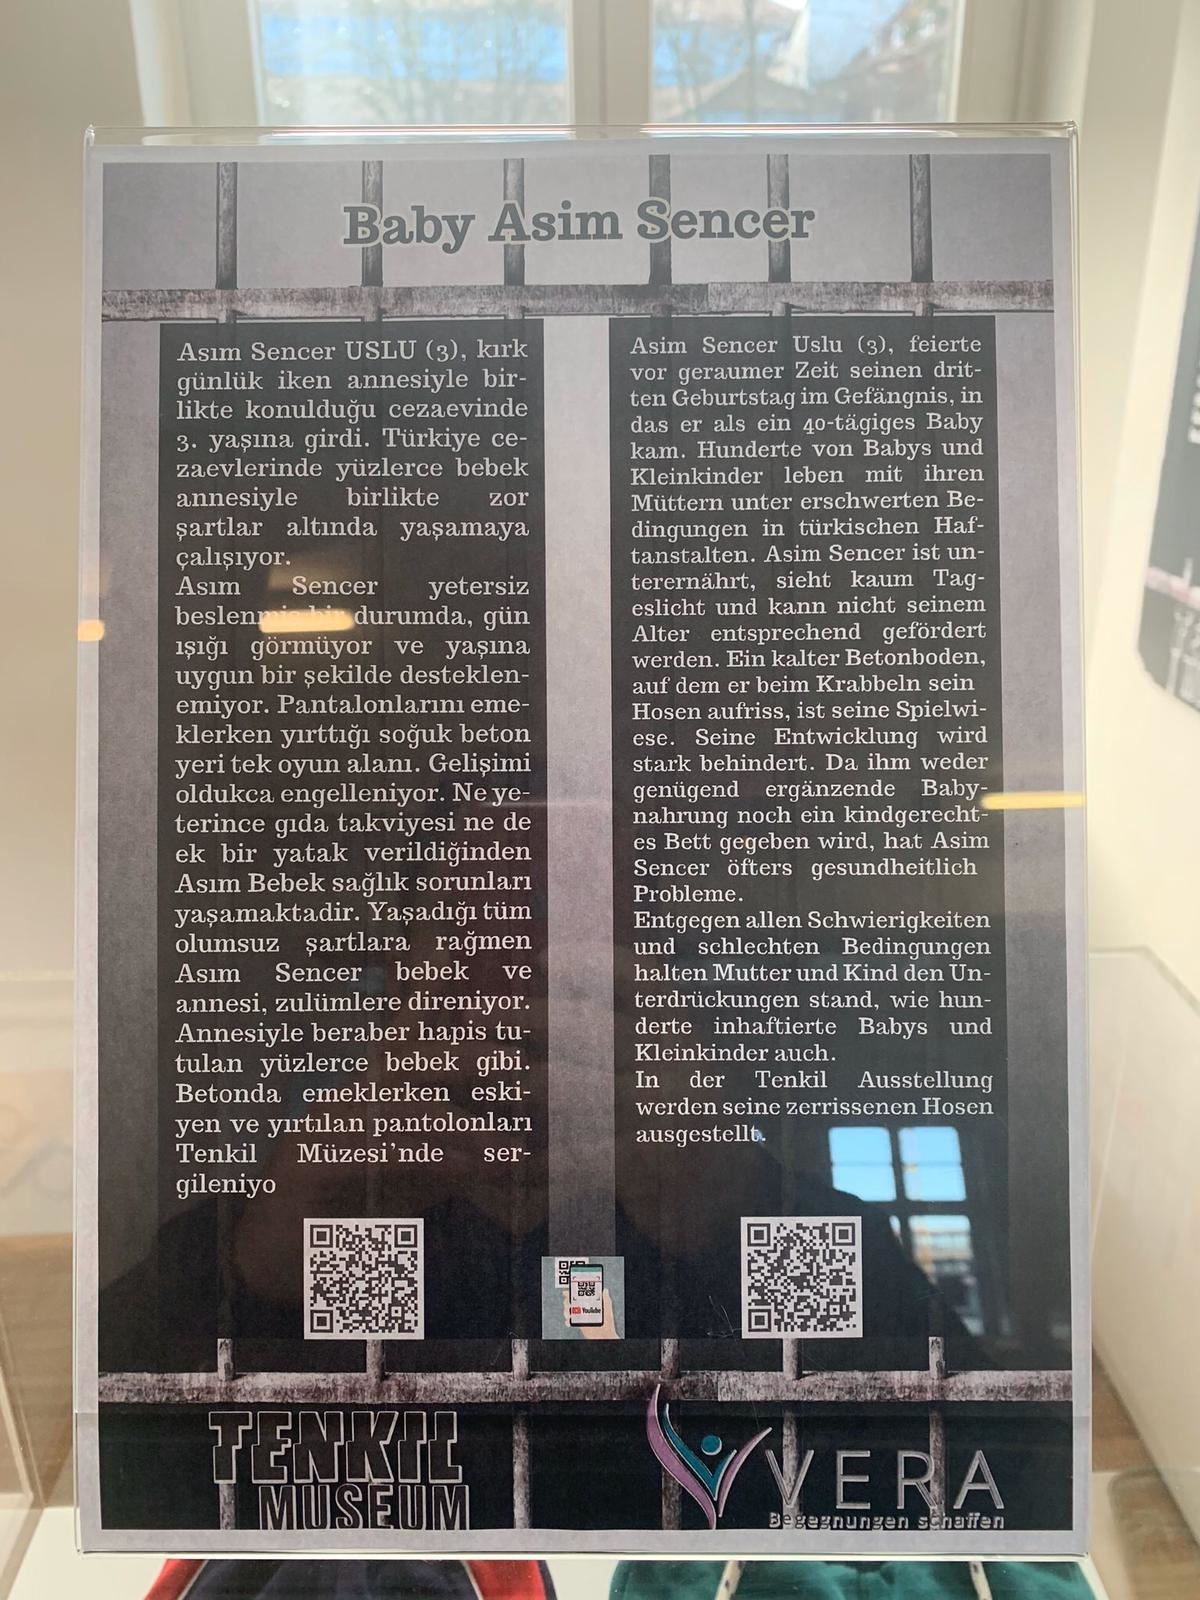 Baby Asim Sencer
Asım Sencer USLU (3), kırk
günlük iken annesiyle bir-
likte konulduğu cezaevinde
3. yaşına girdi. Türkiye ce-
zaevlerinde yüzlerce bebek
annesiyle birlikte zor
şartlar altında yaşamaya
çalışıyor.
Asım Sencer yetersiz
beslenmiş bir durumda, gün
ışığı görmüyor ve yaşına
uygun bir şekilde desteklen-
emiyor. Pantalonlarını eme-
klerken yırttığı soğuk beton
yeri tek oyun alanı. Gelişimi
oldukca engelleniyor. Ne ye-
terince gıda takviyesi ne de
ek bir yatak verildiğinden
Asım Bebek sağlık sorunları
yaşamaktadir. Yaşadığı tüm
olumsuz şartlara rağmen
Asım Sencer bebek ve
annesi, zulümlere direniyor.
Annesiyle beraber hapis tu-
tulan yüzlerce bebek gibi.
Betonda emeklerken eski-
yen ve yırtılan pantolonları
Tenkil Müzesi'nde ser-
gileniyo
Asim Sencer Uslu (3), feierte
vor geraumer Zeit seinen drit-
ten Geburtstag im Gefängnis, in
das er als ein 40-tägiges Baby
kam. Hunderte von Babys und
Kleinkinder leben mit ihren
Müttern unter erschwerten Be-
dingungen in türkischen Haf-
tanstalten. Asim Sencer ist un-
terernährt, sieht kaum Tag-
eslicht und kann nicht seinem
Alter entsprechend gefördert
werden. Ein kalter Betonboden,
auf dem er beim Krabbeln sein
Hosen aufriss, ist seine Spielwi-
ese. Seine Entwicklung wird
stark behindert. Da ihm weder
genügend ergänzende Baby-
nahrung noch ein kindgerecht-
es Bett gegeben wird, hat Asim
Sencer öfters gesundheitlich
Probleme.
Entgegen allen Schwierigkeiten
und schlechten Bedingungen
halten Mutter und Kind den Un-
terdrückungen stand, wie hun-
derte inhaftierte Babys und
Kleinkinder auch.
In der Tenkil Ausstellung
werden seine zerrissenen Hosen
ausgestellt.
YouTube
TENKIL
MUSEUM
VERA
Begegnungen schaffen